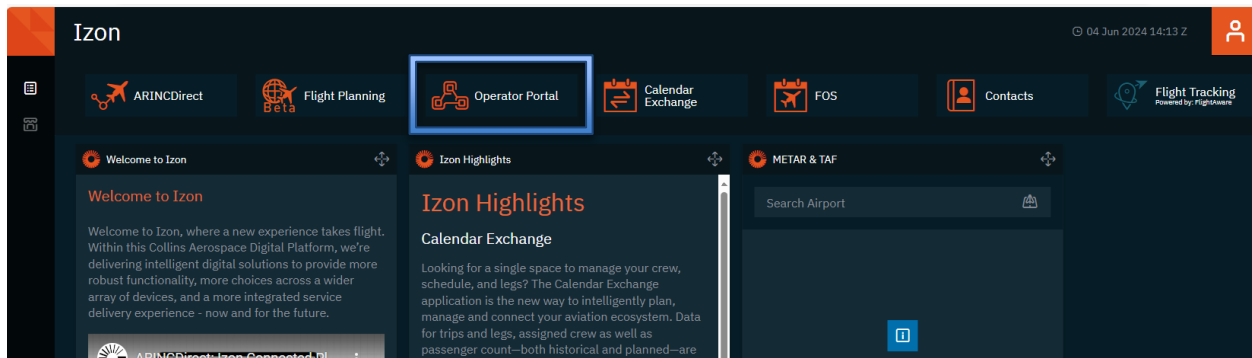 Izon
04 Jun 2024 14:13 Z
ARINCDirect
Beta
Flight Planning
Operator Portal
Calendar
Exchange
FOS
Contacts
Flight Tracking
Powered by: FlightAware
Welcome to Izon
Welcome to Izon
Welcome to Izon, where a new experience takes flight.
Within this Collins Aerospace Digital Platform, we're
delivering intelligent digital solutions to provide more
robust functionality, more choices across a wider
array of devices, and a more integrated service
delivery experience - now and for the future.
ARINCDirect: Izon Connected
Izon Highlights
Izon Highlights
Calendar Exchange
Looking for a single space to manage your crew,
schedule, and legs? The Calendar Exchange
application is the new way to intelligently plan,
manage and connect your aviation ecosystem. Data
for trips and legs, assigned crew as well as
passenger count—both historical and planned—are
METAR & TAF
Search Airport